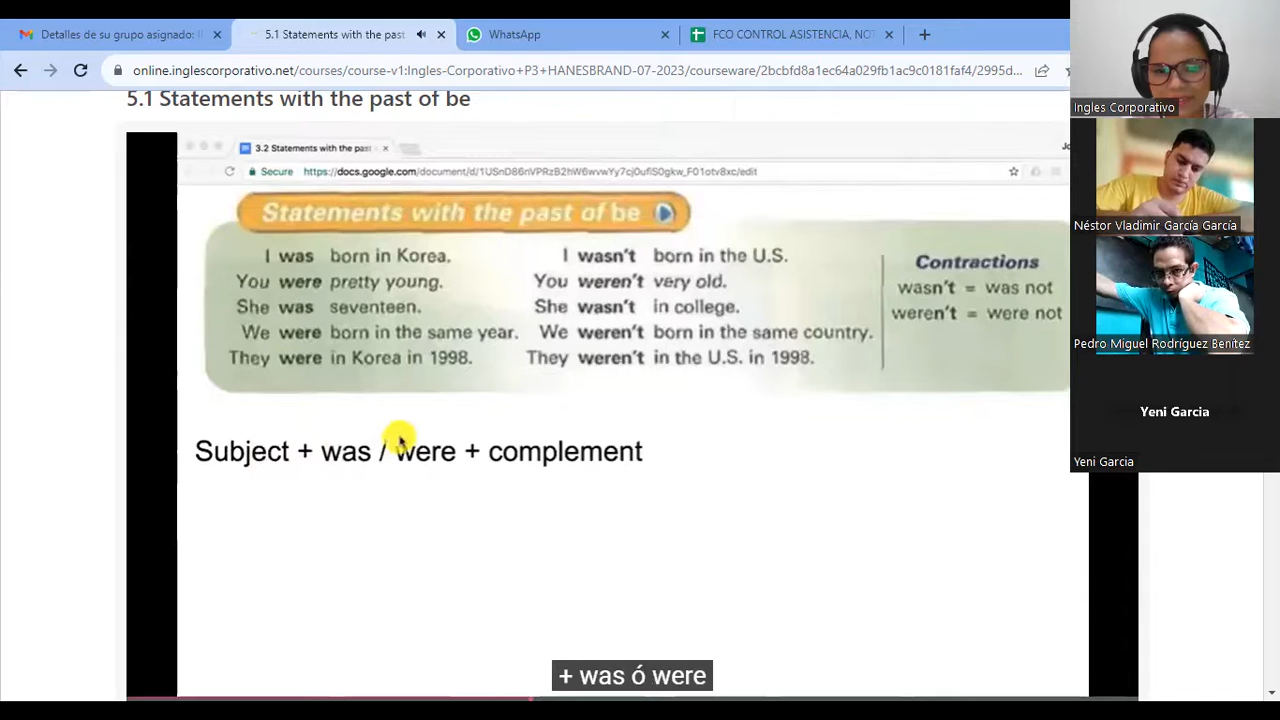 Detalles de su grupo asignado: I
5.1 Statements with the past
WhatsApp
FCO CONTROL ASISTENCIA, NOT
online.inglescorporativo.net/courses/course-v1:Ingles-Corporativo+P3+HANESBRAND-07-2023/courseware/2bcbfd8a1ec64a029fb1ac9c0181faf4/2995d...
5.1 Statements with the past of be
3.2 Statements with the past
Secure
Statements with the past of be
I was born in Korea.
You were pretty young.
She was seventeen.
We were born in the same year.
They were in Korea in 1998.
I wasn't born in the U.S.
You weren't very old.
She wasn't in college.
We weren't born in the same country.
They weren't in the U.S. in 1998.
Contractions
wasn't = was not
weren't = were not
Subject + was / were + complement
+ was ó were
Ingles Corporativo
Néstor Vladimir García García
Pedro Miguel Rodríguez Benítez
Yeni Garcia
Yeni Garcia